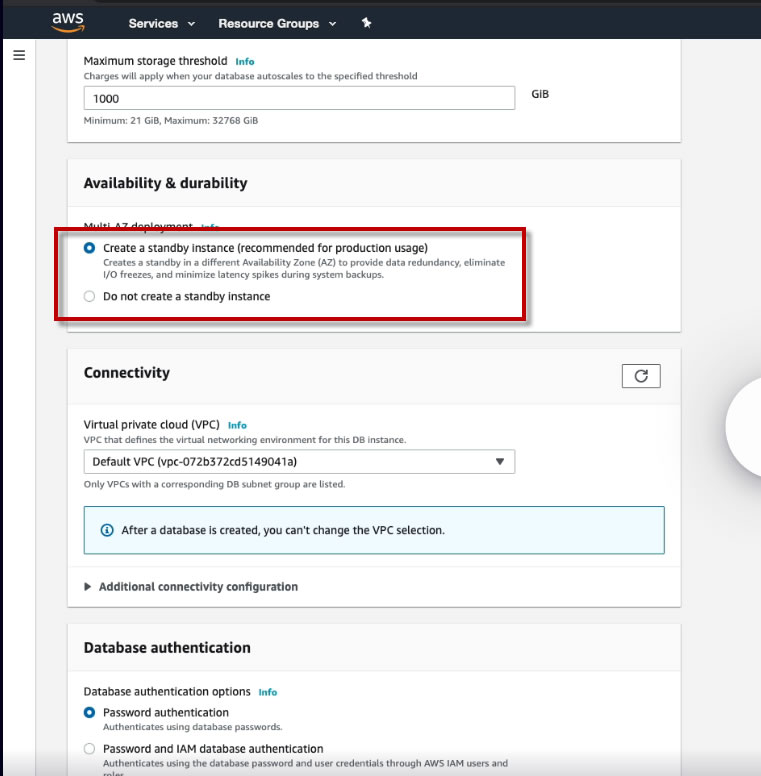 aws
Services
Resource Groups
Maximum storage threshold Info
Charges will apply when your database autoscales to the specified threshold
1000
GiB
Minimum: 21 GiB, Maximum: 32768 GiB
Availability & durability
Multi-AZ deployment Info
Create a standby instance (recommended for production usage)
Creates a standby in a different Availability Zone (AZ) to provide data redundancy, eliminate
I/O freezes, and minimize latency spikes during system backups.
Do not create a standby instance
Connectivity
Virtual private cloud (VPC) Info
VPC that defines the virtual networking environment for this DB instance.
Default VPC (vpc-072b372cd5149041a)
Only VPCs with a corresponding DB subnet group are listed.
After a database is created, you can't change the VPC selection.
Additional connectivity configuration
Database authentication
Database authentication options Info
Password authentication
Authenticates using database passwords.
Password and IAM database authentication
Authenticates using the database password and user credentials through AWS IAM users and
roles.